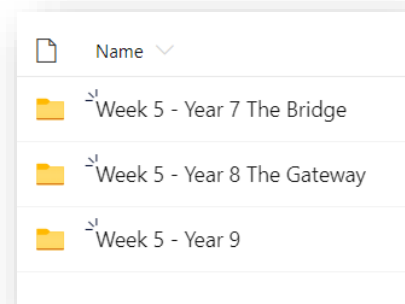 Name
Week 5 - Year 7 The Bridge
Week 5 - Year 8 The Gateway
Week 5 - Year 9